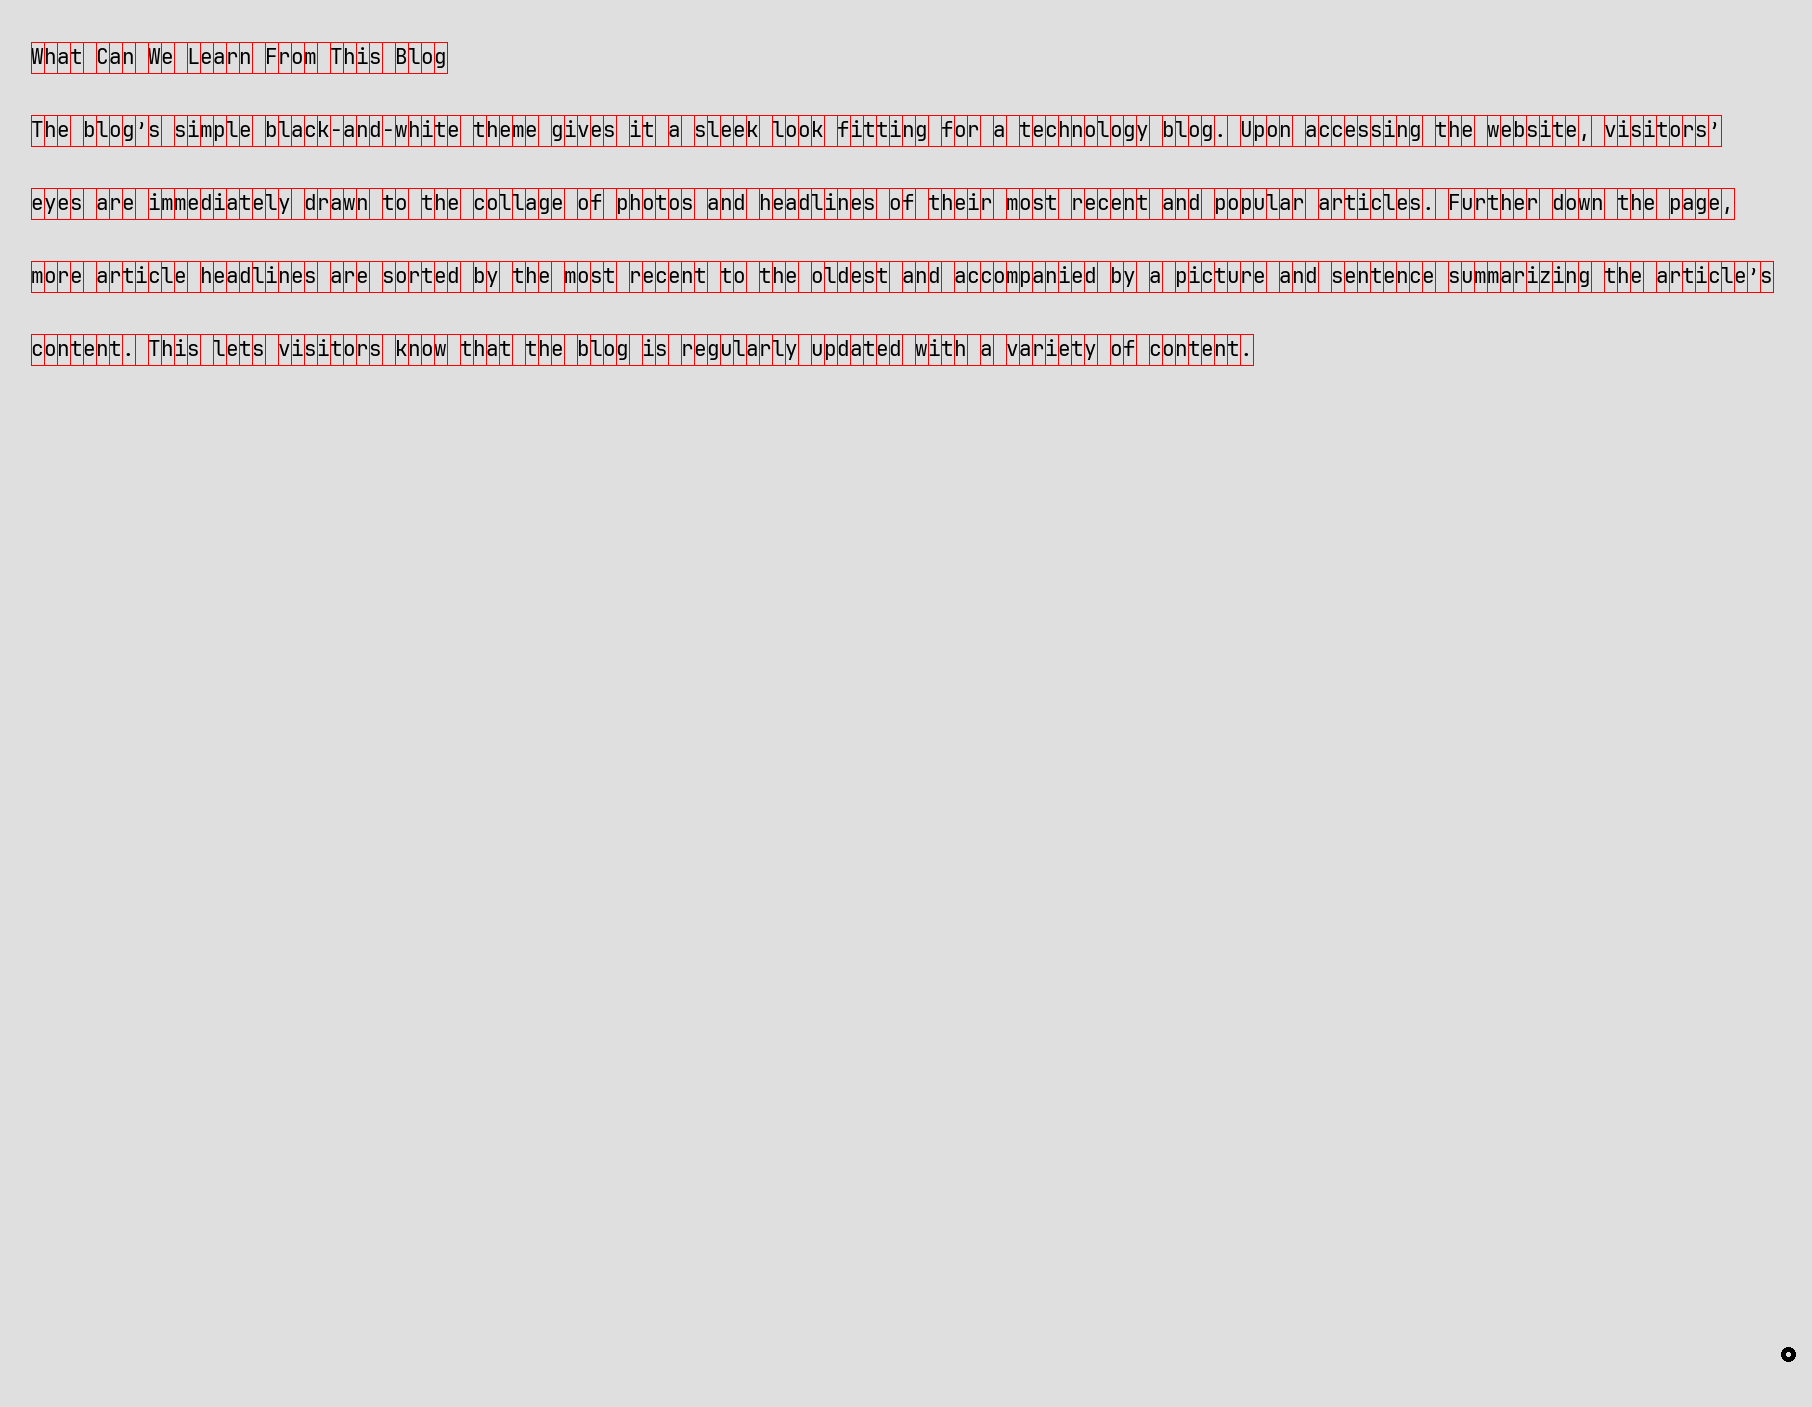 What Can We Learn From This Blog
The blog’s simple black-and-white theme gives it a sleek look fitting for a technology blog. Upon accessing the website, visitors’
eyes are immediately drawn to the collage of photos and headlines of their most recent and popular articles. Further down the page,
more article headlines are sorted by the most recent to the oldest and accompanied by a picture and sentence summarizing the article’s
content. This lets visitors know that the blog is regularly updated with a variety of content.